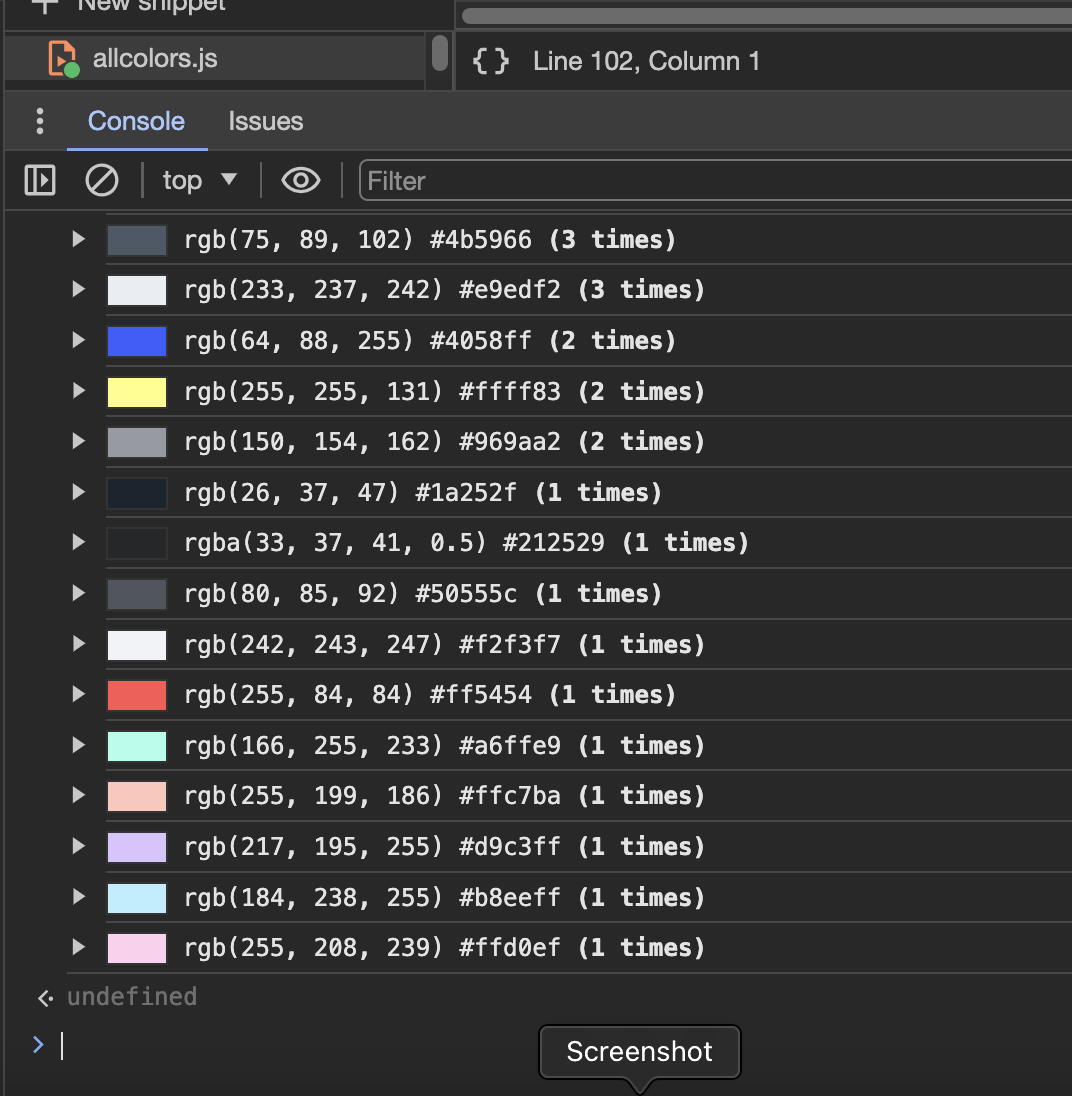 New snippet
allcolors.js
{ } Line 102, Column 1
Console Issues
top Filter
rgb(75, 89, 102) #4b5966 (3 times)
rgb(233, 237, 242) #e9edf2 (3 times)
rgb(64, 88, 255) #4058ff (2 times)
rgb(255, 255, 131) #ffff83 (2 times)
rgb(150, 154, 162) #969aa2 (2 times)
rgb(26, 37, 47) #1a252f (1 times)
rgba(33, 37, 41, 0.5) #212529 (1 times)
rgb(80, 85, 92) #50555c (1 times)
rgb(242, 243, 247) #f2f3f7 (1 times)
rgb(255, 84, 84) #ff5454 (1 times)
rgb(166, 255, 233) #a6ffe9 (1 times)
rgb(255, 199, 186) #ffc7ba (1 times)
rgb(217, 195, 255) #d9c3ff (1 times)
rgb(184, 238, 255) #b8eeff (1 times)
rgb(255, 208, 239) #ffd0ef (1 times)
undefined
Screenshot